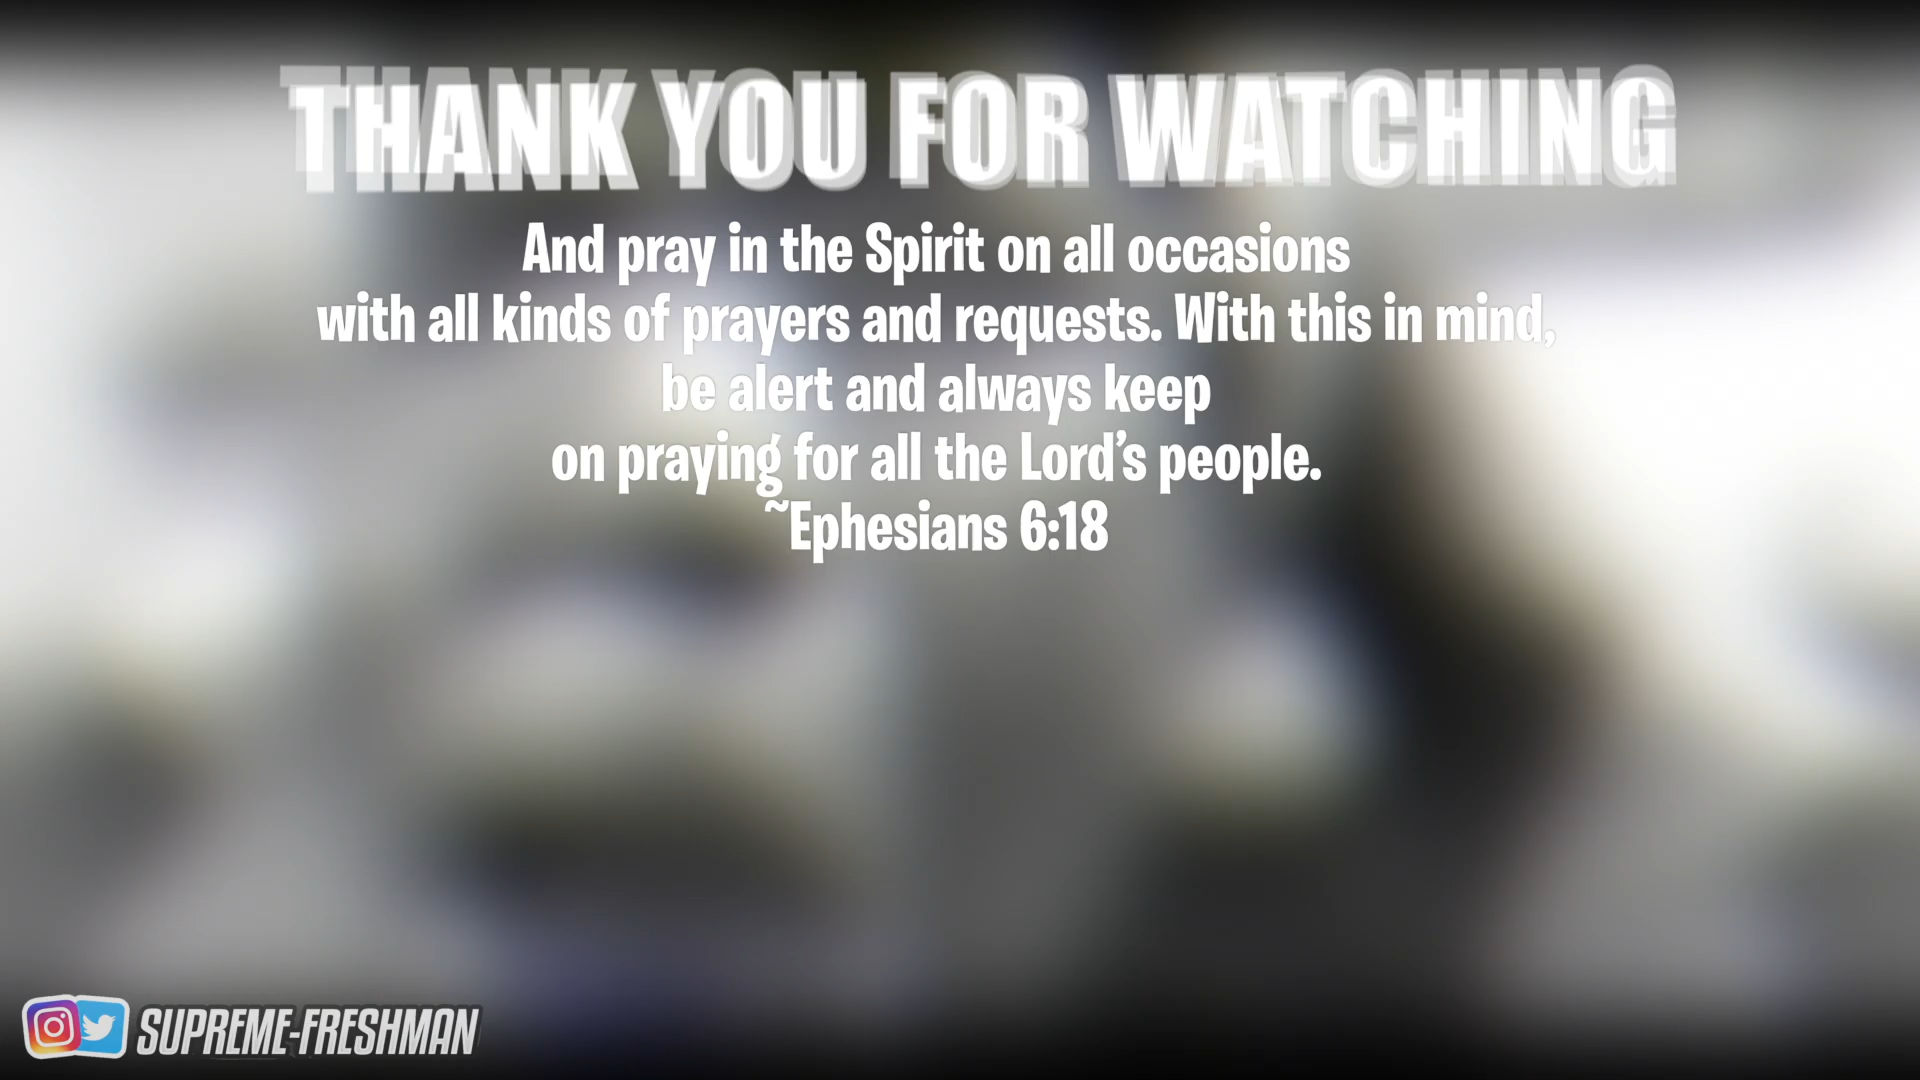 THANK YOU FOR WATCHING
And pray in the Spirit on all occasions
with all kinds of prayers and requests. With this in mind,
be alert and always keep
on praying for all the Lord’s people.
~Ephesians 6:18
SUPREME-FRESHMAN